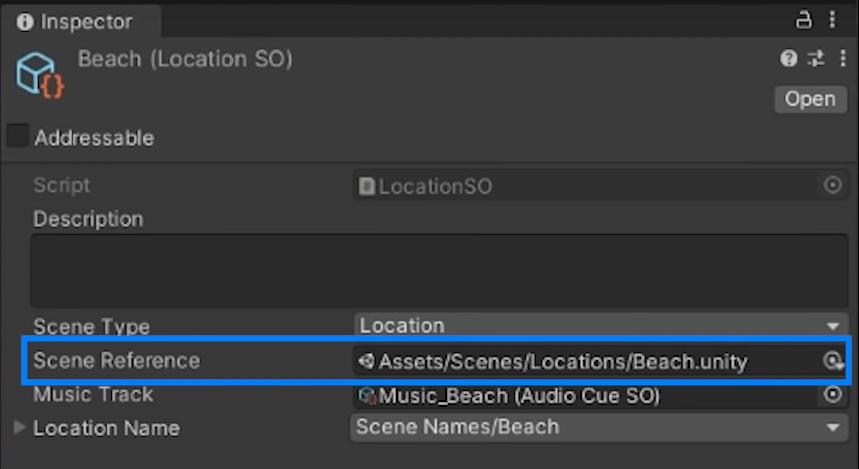 Inspector
Beach (Location SO)
Open
Addressable
Script LocationSO
Description
Scene Type Location
Scene Reference Assets/Scenes/Locations/Beach.unity
Music Track Music_Beach (Audio Cue SO)
Location Name Scene Names/Beach